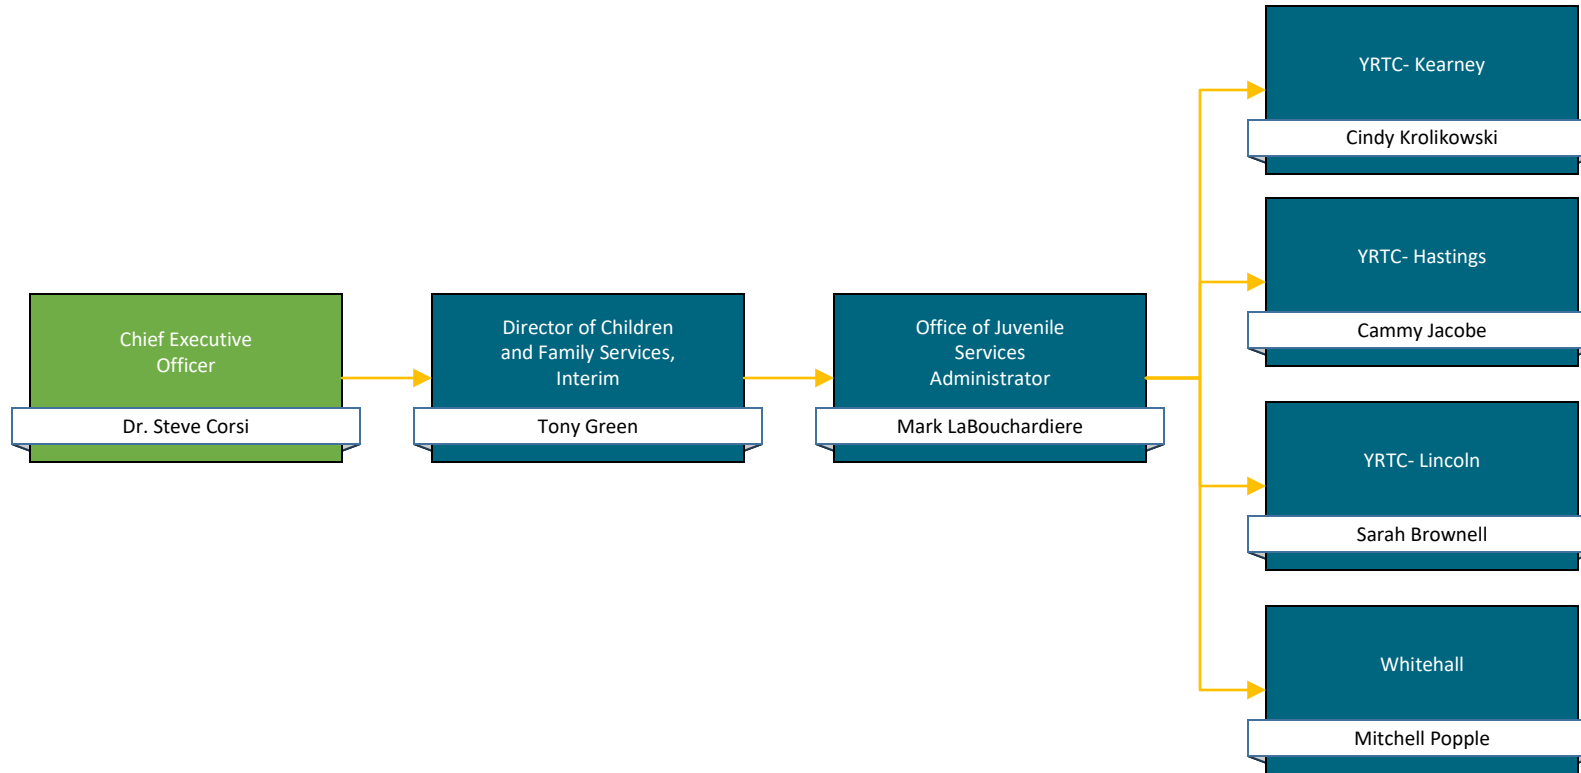 Chief Executive
Officer
Dr. Steve Corsi
Director of Children
and Family Services,
Interim
Tony Green
Office of Juvenile
Services
Administrator
Mark LaBouchardiere
YRTC- Kearney
Cindy Krolikowski
YRTC- Hastings
Cammy Jacobe
YRTC- Lincoln
Sarah Brownell
Whitehall
Mitchell Popple